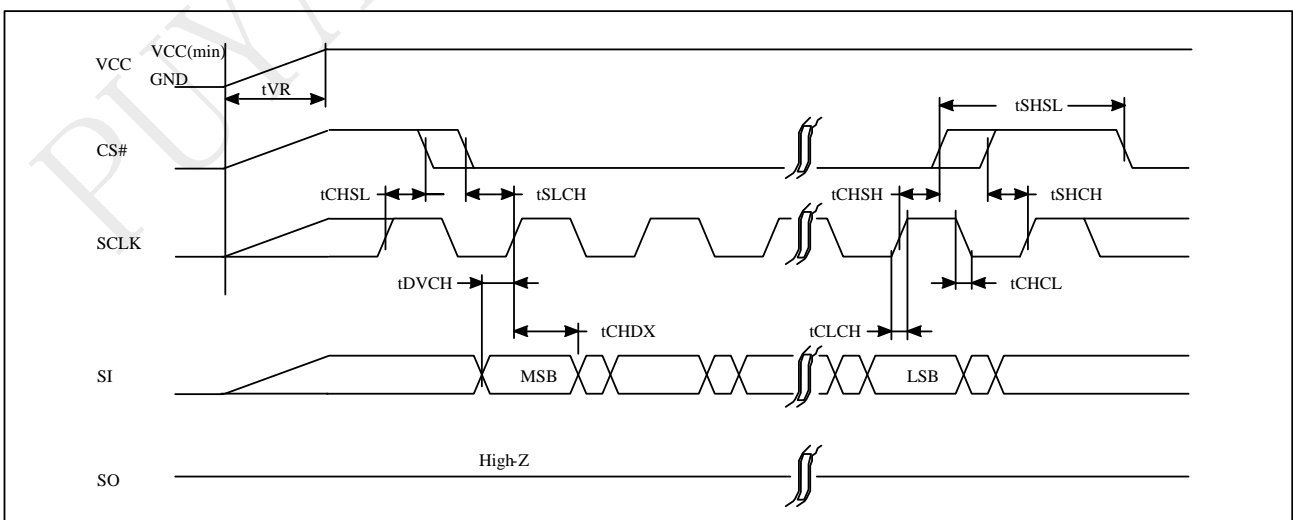 PUYA
VCC
VCC(min)
GND
tVR
tSHSL
CS#
tCHSL
tSLCH
tCHSH
tSHCH
SCLK
tDVCH
tCHCL
tCHDX
tCLCH
SI
MSB
LSB
High-Z
SO